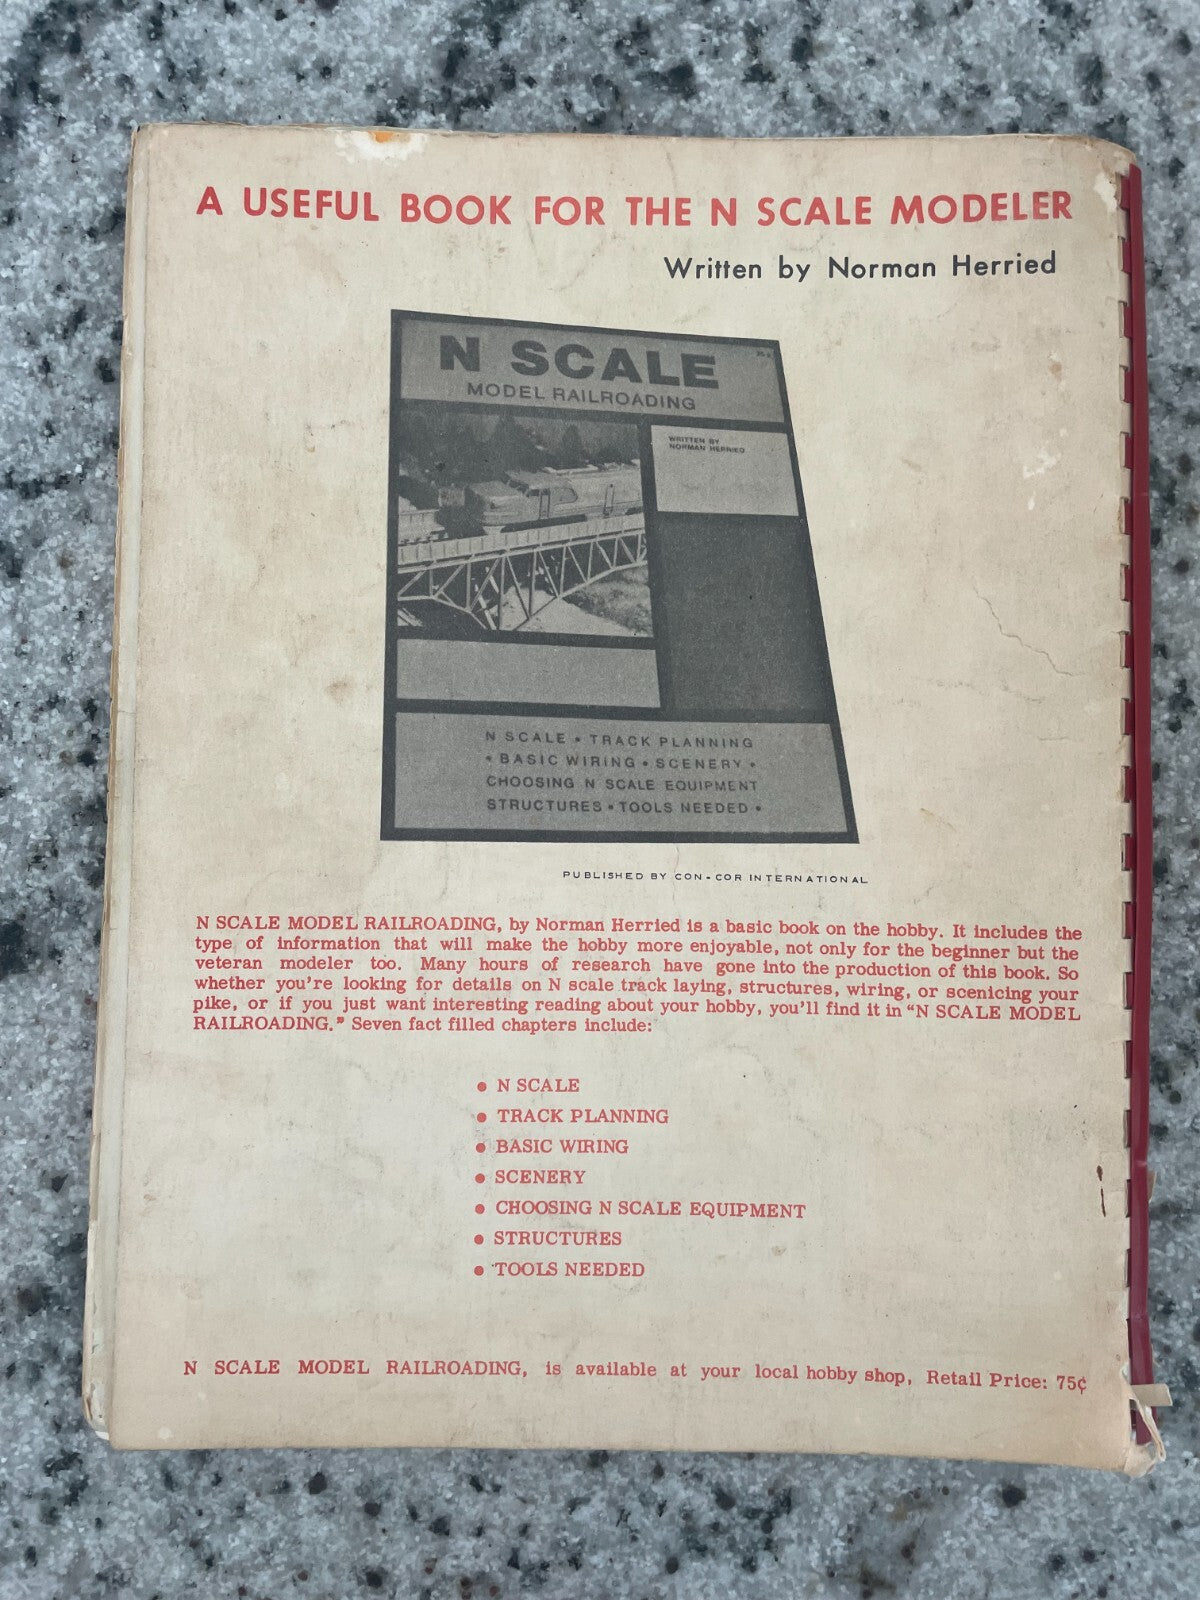 A USEFUL BOOK FOR THE N SCALE MODELER
Written by Norman Herried
N SCALE
MODEL RAILROADING
WRITTEN BY
NORMAN HERRIED
N SCALE • TRACK PLANNING
• BASIC WIRING • SCENERY •
CHOOSING N SCALE EQUIPMENT
STRUCTURES • TOOLS NEEDED •
PUBLISHED BY CON-COR INTERNATIONAL
N SCALE MODEL RAILROADING, by Norman Herried is a basic book on the hobby. It includes the
type of information that will make the hobby more enjoyable, not only for the beginner but the
veteran modeler too. Many hours of research have gone into the production of this book. So
whether you're looking for details on N scale track laying, structures, wiring, or scenicing your
pike, or if you just want interesting reading about your hobby, you'll find it in "N SCALE MODEL
RAILROADING." Seven fact filled chapters include:
• N SCALE
• TRACK PLANNING
• BASIC WIRING
• SCENERY
• CHOOSING N SCALE EQUIPMENT
• STRUCTURES
• TOOLS NEEDED
N SCALE MODEL RAILROADING, is available at your local hobby shop, Retail Price: 75¢